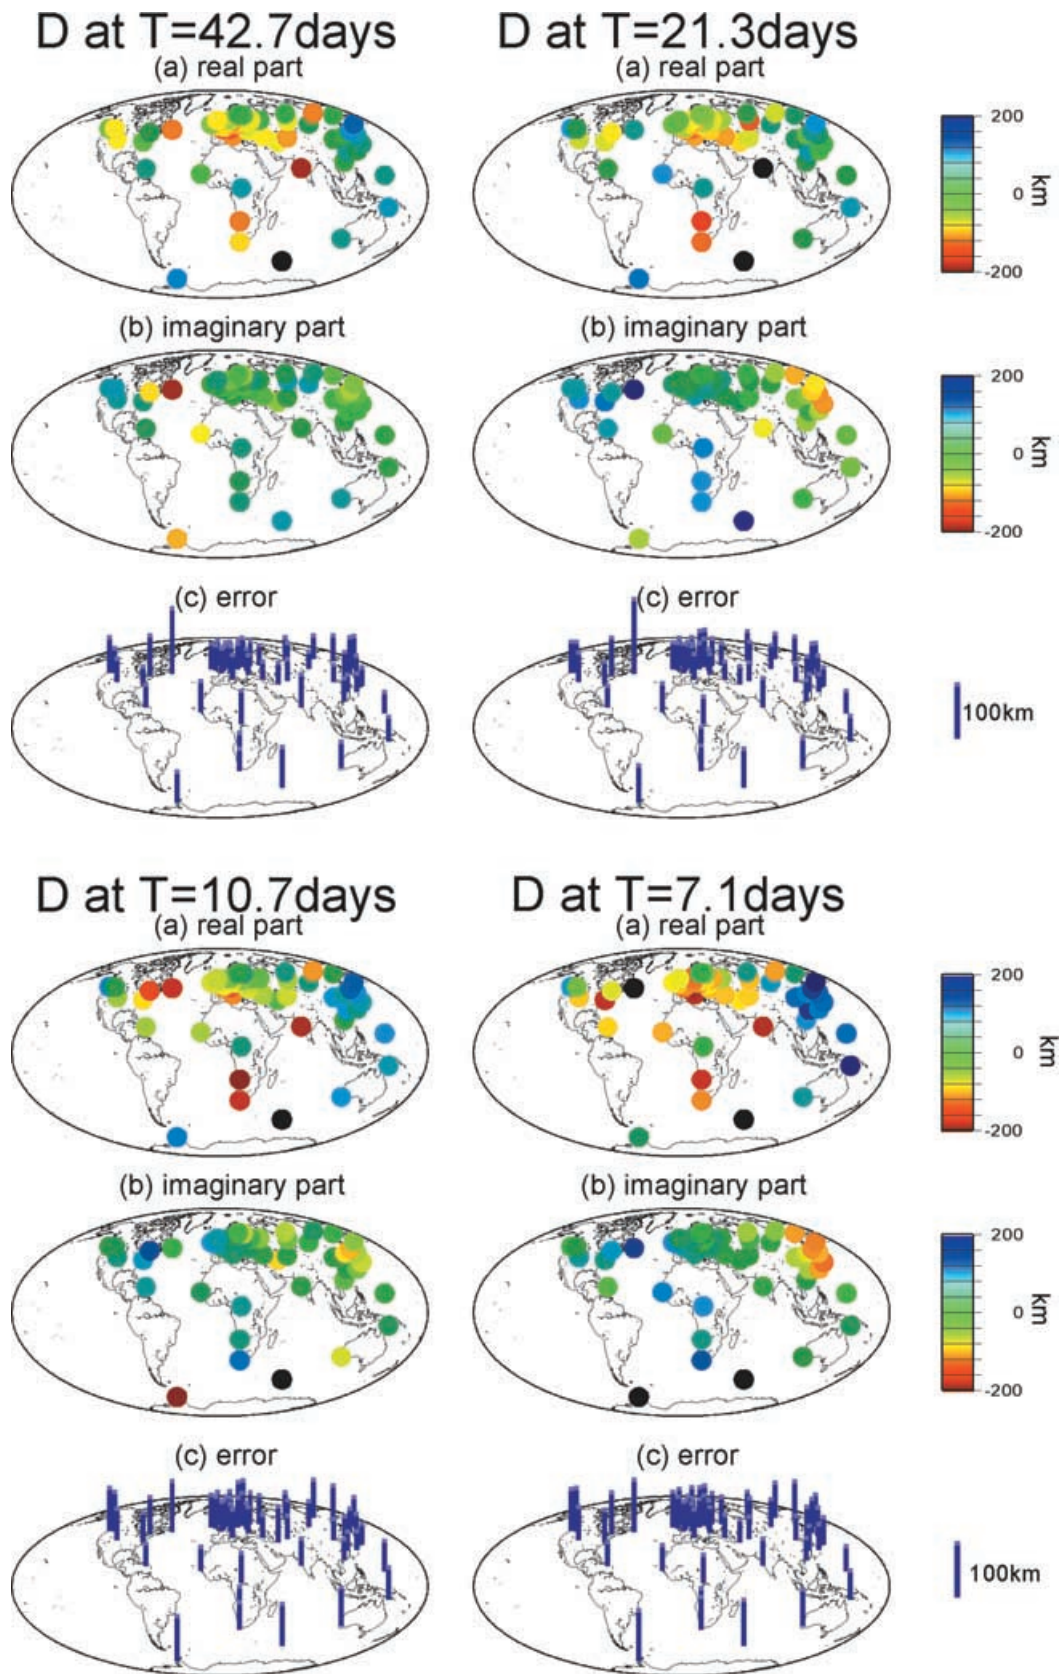 D at T=42.7days
D at T=21.3days
(a) real part
(a) real part
200
0
-200
km
(b) imaginary part
(b) imaginary part
200
0
-200
km
(c) error
(c) error
100km
D at T=10.7days
D at T=7.1days
(a) real part
(a) real part
200
0
-200
km
(b) imaginary part
(b) imaginary part
200
0
-200
km
(c) error
(c) error
100km